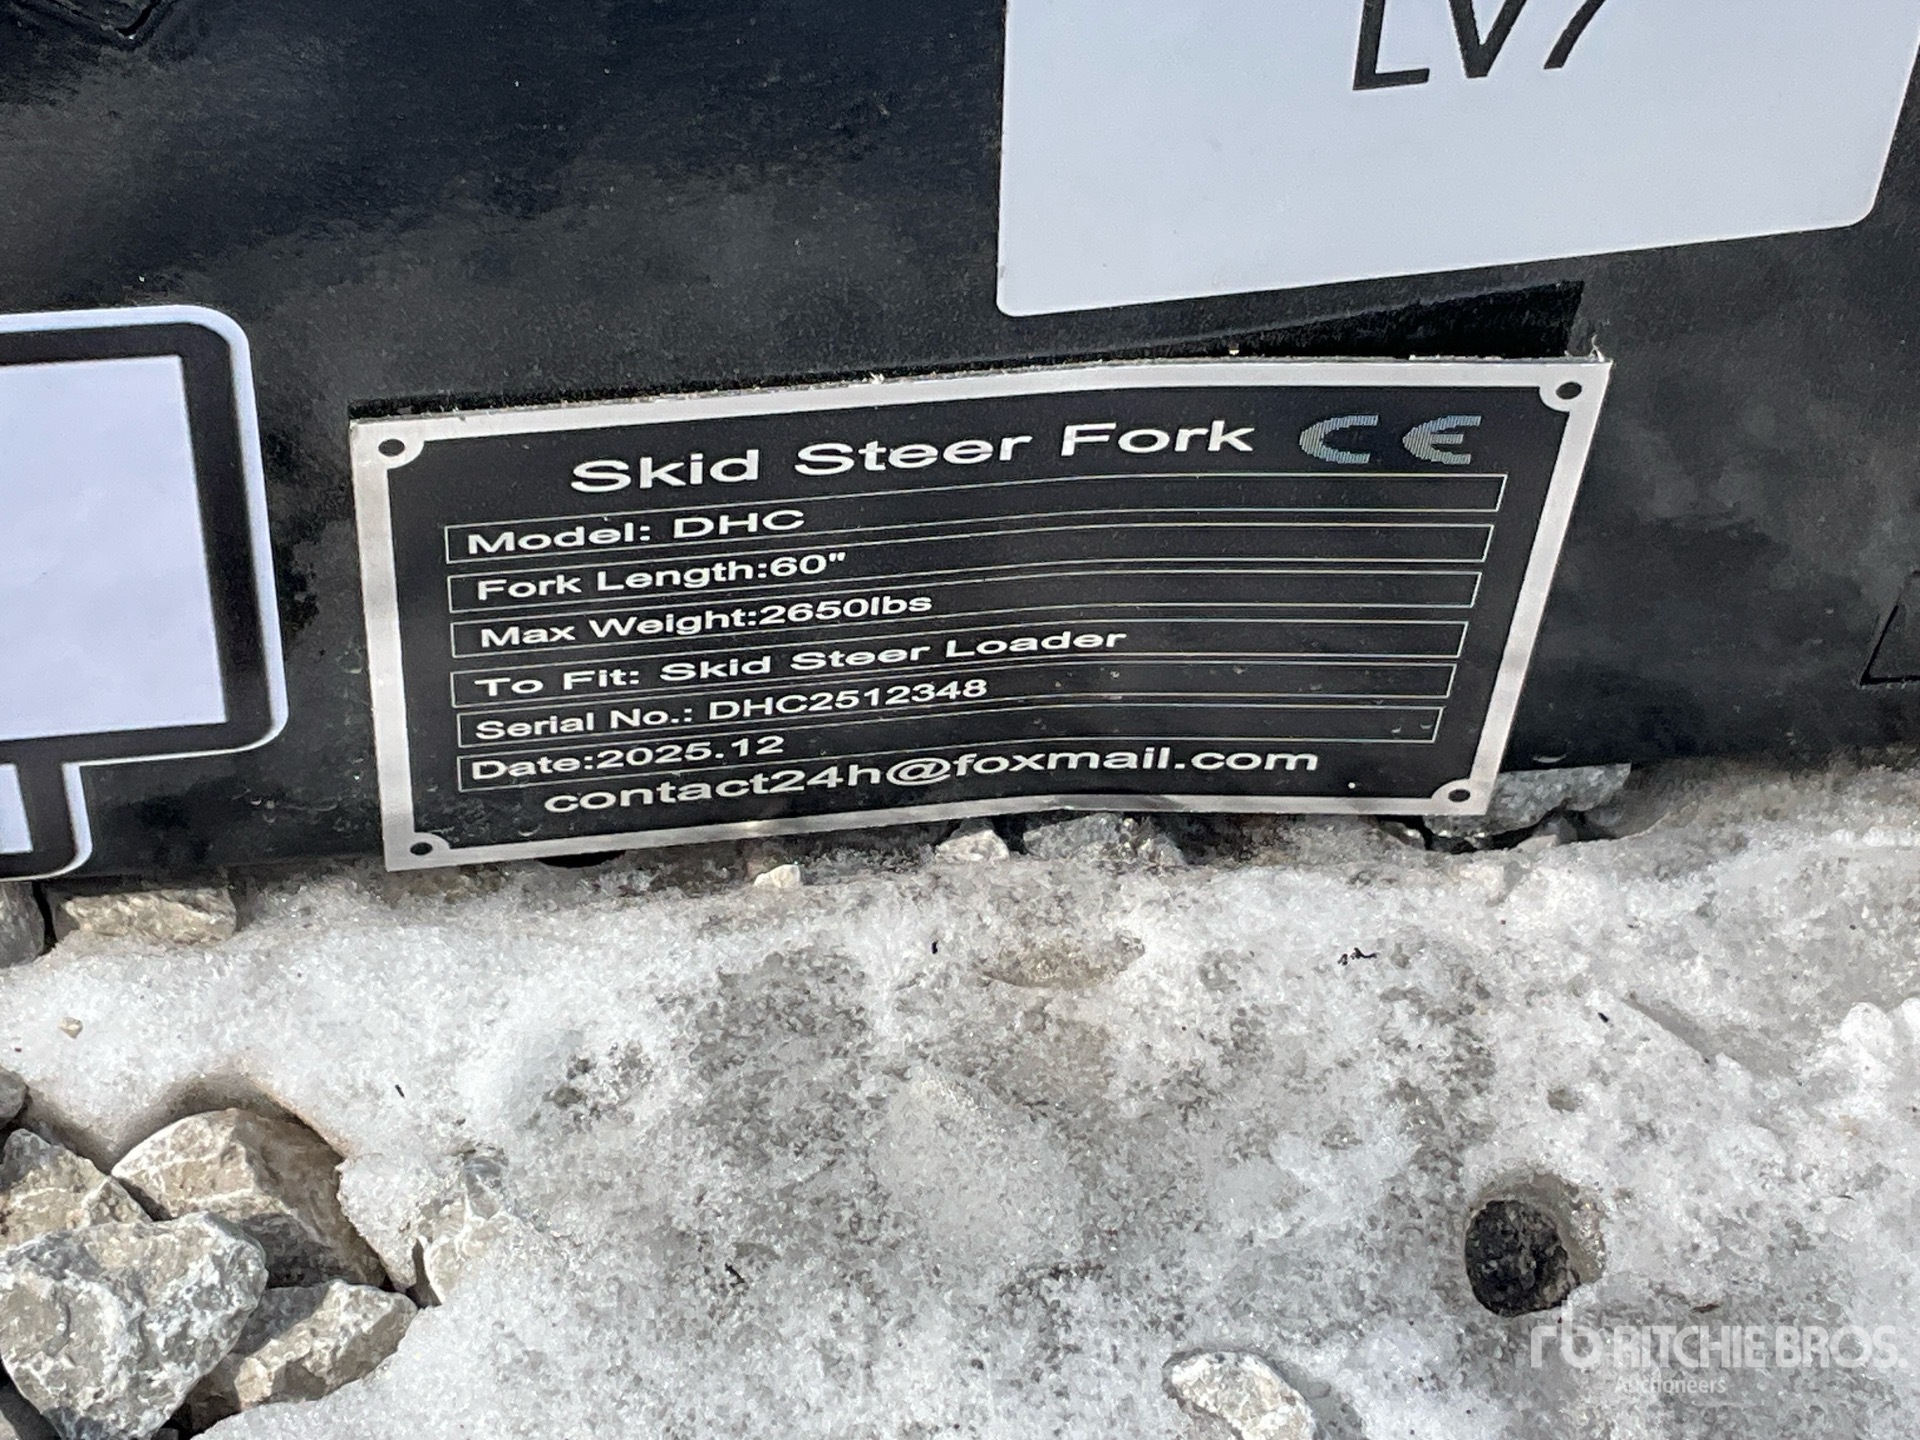 LV7
Skid Steer Fork CE
Model: DHC
Fork Length:60"
Max Weight:2650lbs
To Fit: Skid Steer Loader
Serial No.: DHC2512348
Date:2025.12
contact24h@foxmail.com
rb RITCHIE BROS.
Auctioneers